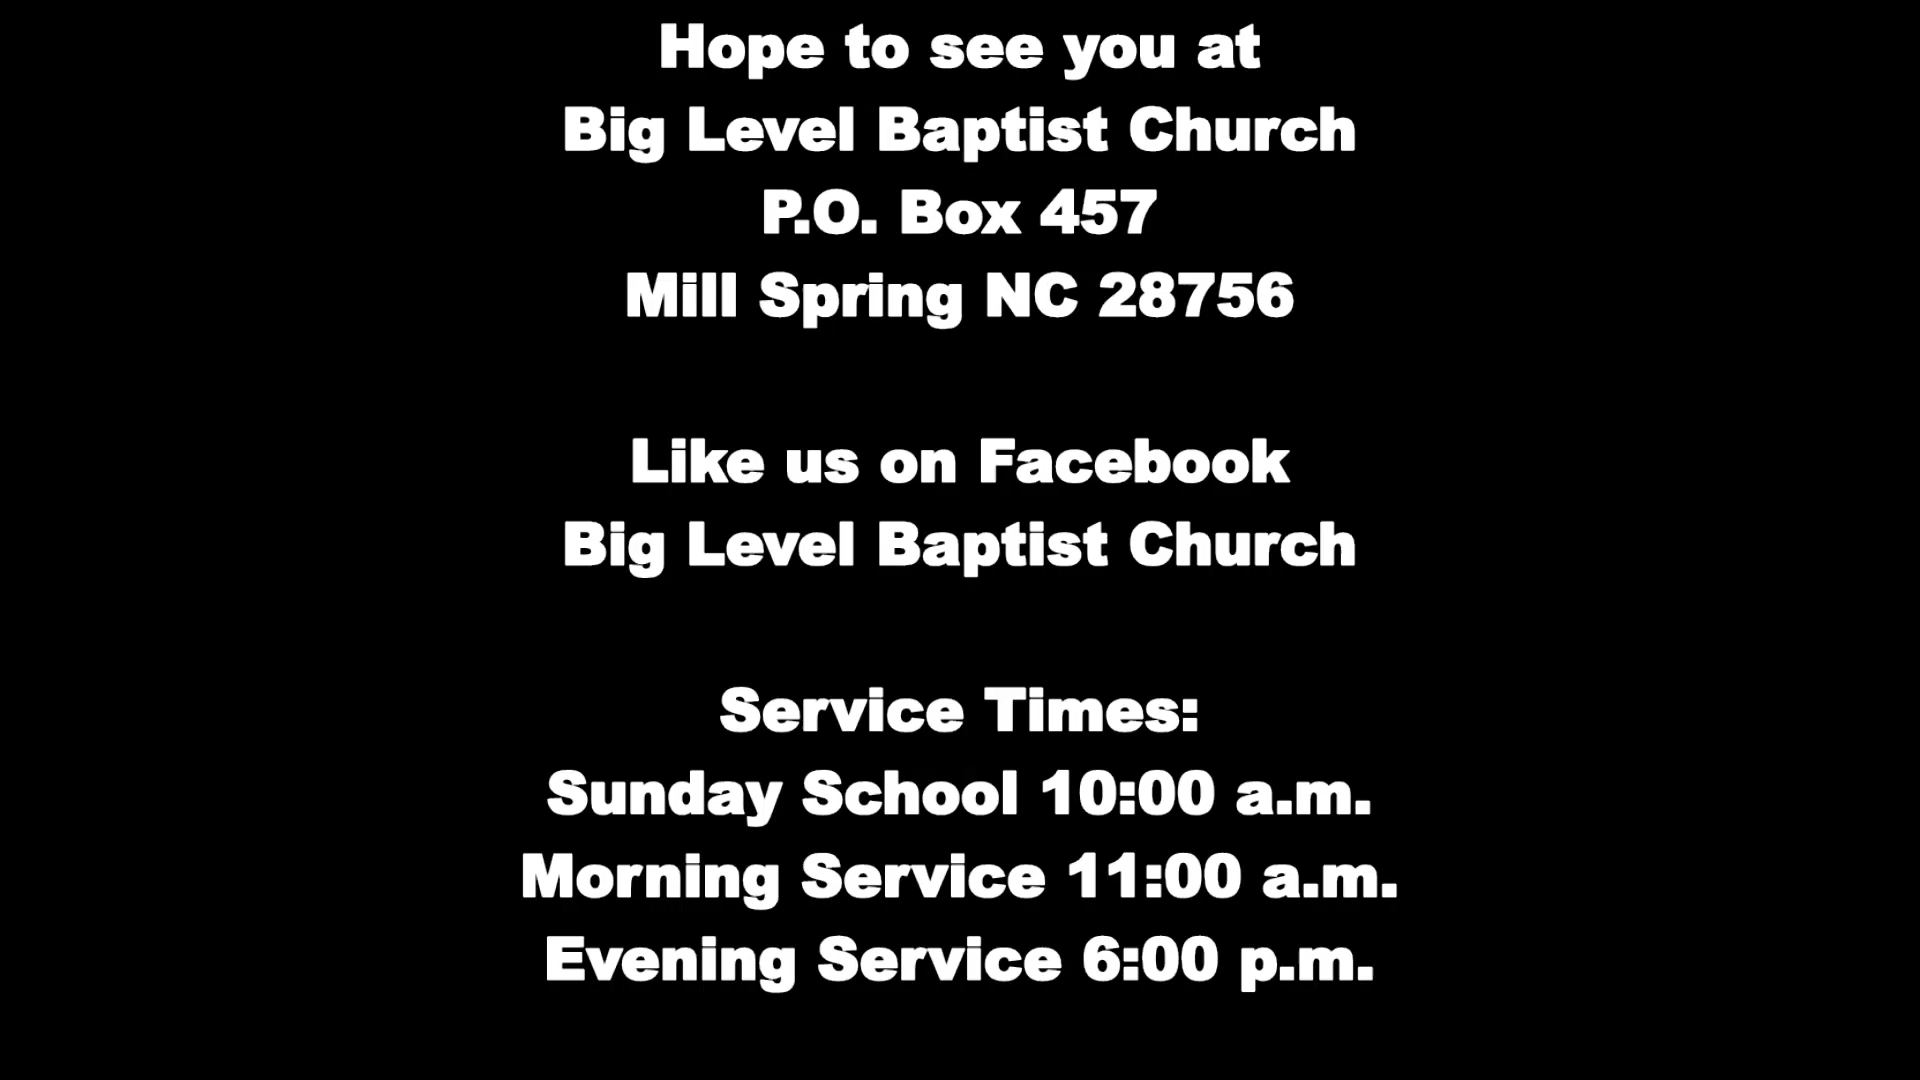 Hope to see you at
Big Level Baptist Church
P.O. Box 457
Mill Spring NC 28756
Like us on Facebook
Big Level Baptist Church
Service Times:
Sunday School 10:00 a.m.
Morning Service 11:00 a.m.
Evening Service 6:00 p.m.